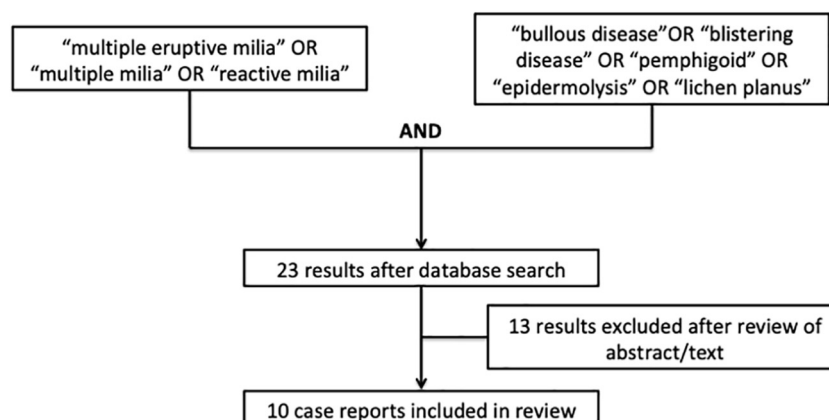 “multiple eruptive milia” OR
“multiple milia” OR “reactive milia”
“bullous disease”OR “blistering
disease” OR “pemphigoid” OR
“epidermolysis” OR “lichen planus”
AND
23 results after database search
13 results excluded after review of
abstract/text
10 case reports included in review